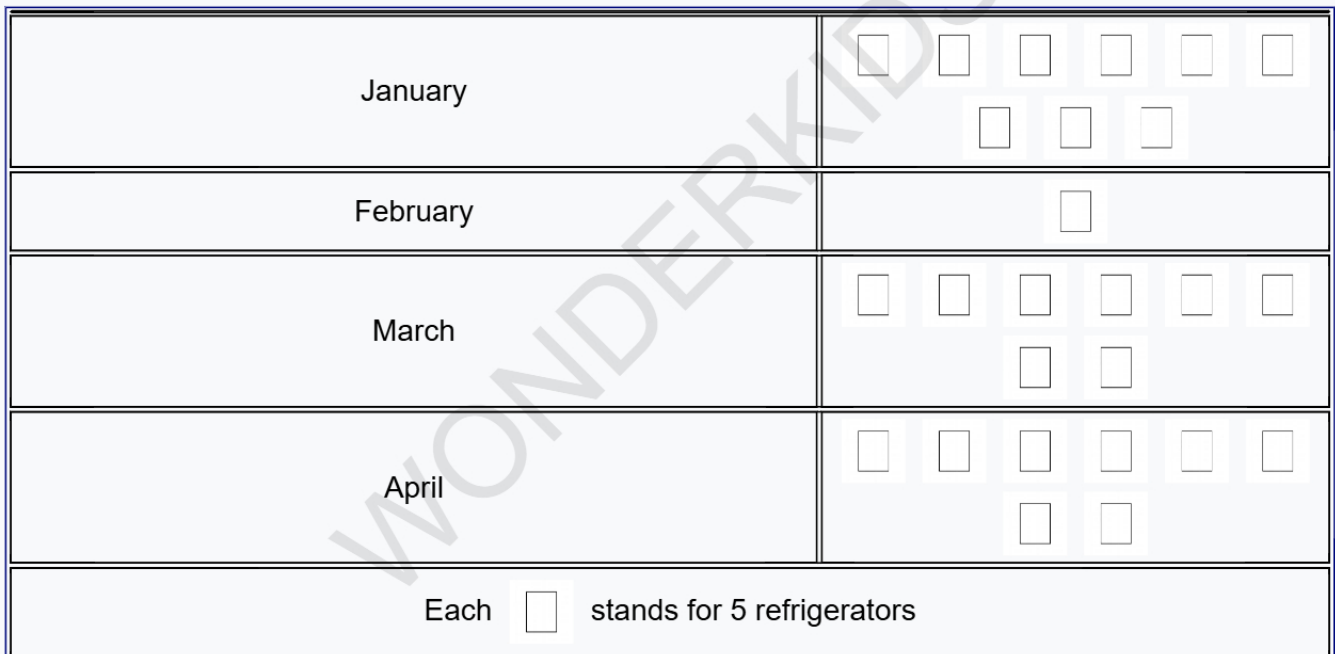 January
February
March
April
Each stands for 5 refrigerators
WONDERKIDS